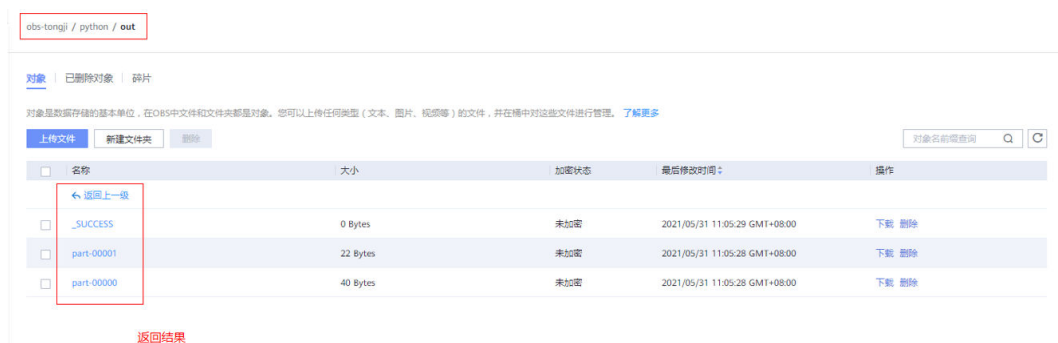 obs-tongji / python / out
对象 已删除对象 碎片
对象是数据存储的基本单位，在OBS中文件和文件夹都是对象。您可以上传任何类型（文本、图片、视频等）的文件，并在桶中对这些文件进行管理。 了解更多
上传文件 新建文件夹 删除 对象名前缀查询
名称 大小 加密状态 最后修改时间 操作
返回上一级
_SUCCESS 0 Bytes 未加密 2021/05/31 11:05:29 GMT+08:00 下载 删除
part-00001 22 Bytes 未加密 2021/05/31 11:05:28 GMT+08:00 下载 删除
part-00000 40 Bytes 未加密 2021/05/31 11:05:28 GMT+08:00 下载 删除
返回结果